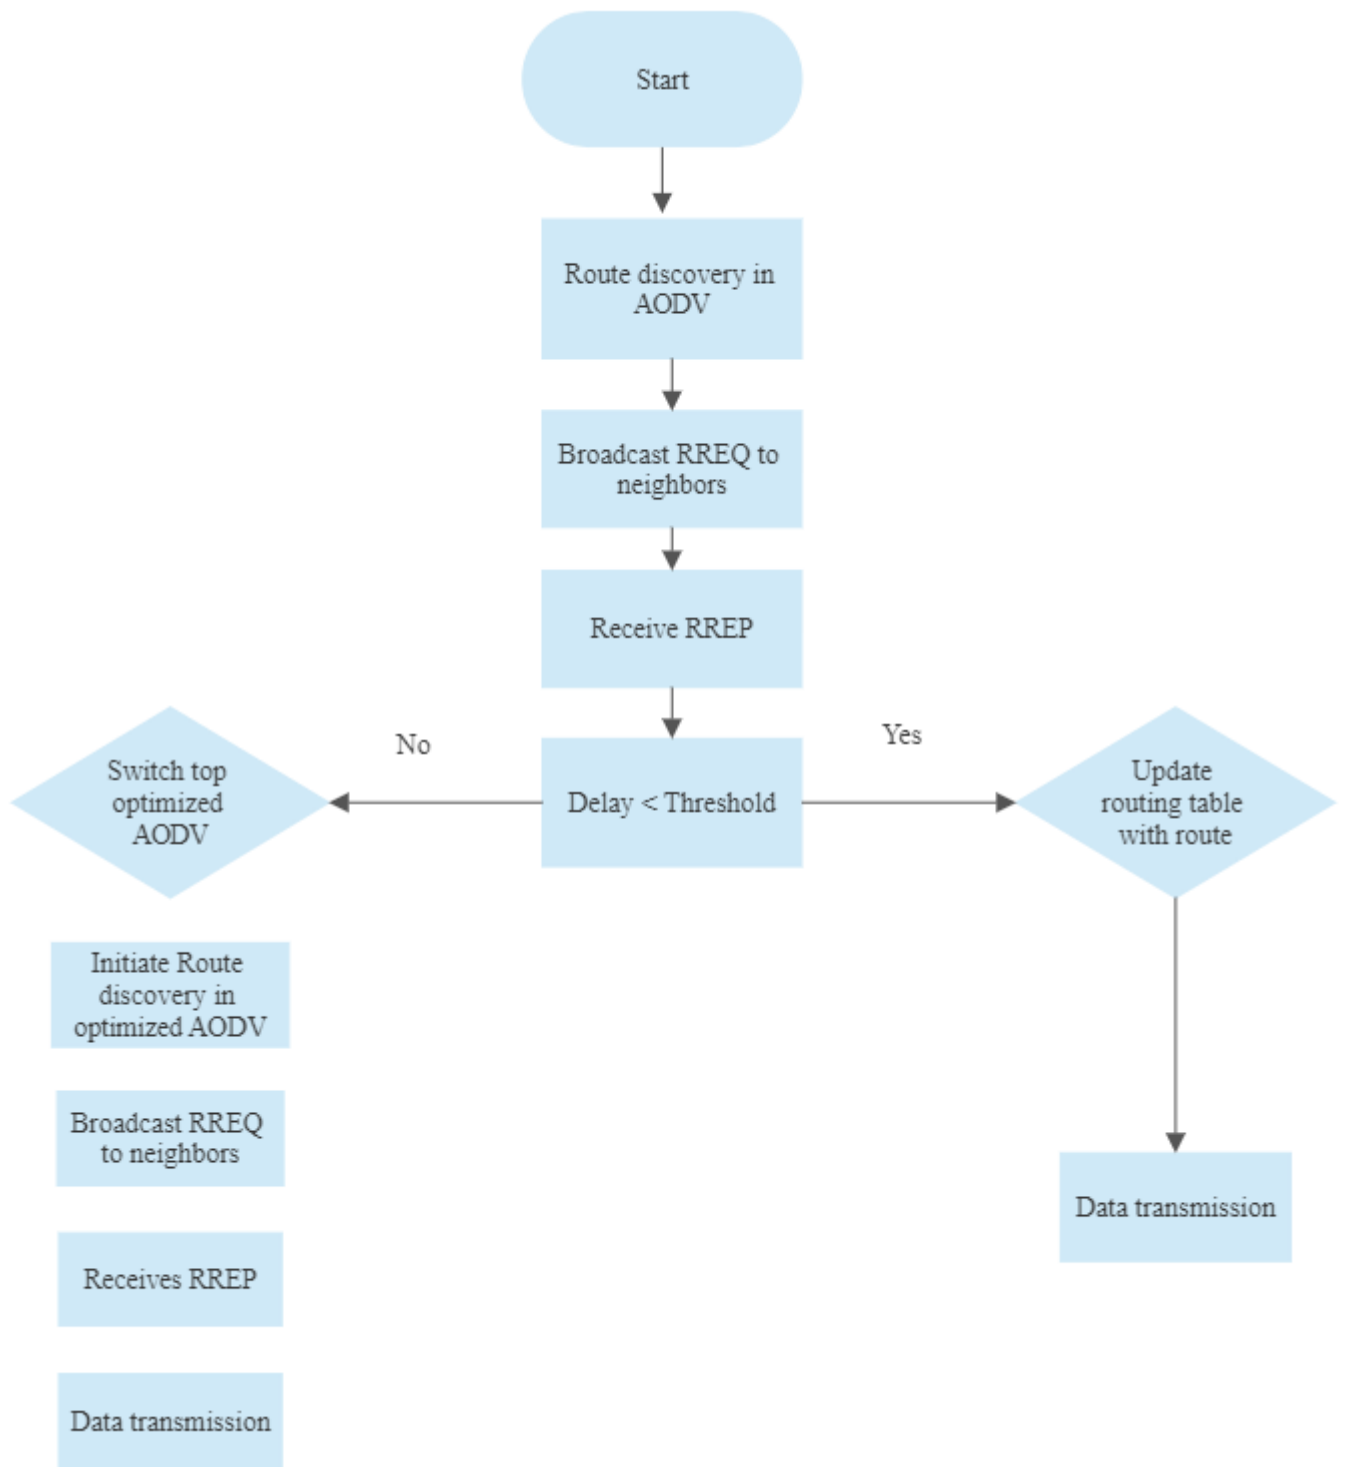 Start
Route discovery in
AODV
Broadcast RREQ to
neighbors
Receive RREP
No
Yes
Switch top
optimized
AODV
Delay < Threshold
Update
routing table
with route
Initiate Route
discovery in
optimized AODV
Broadcast RREQ
to neighbors
Receives RREP
Data transmission
Data transmission